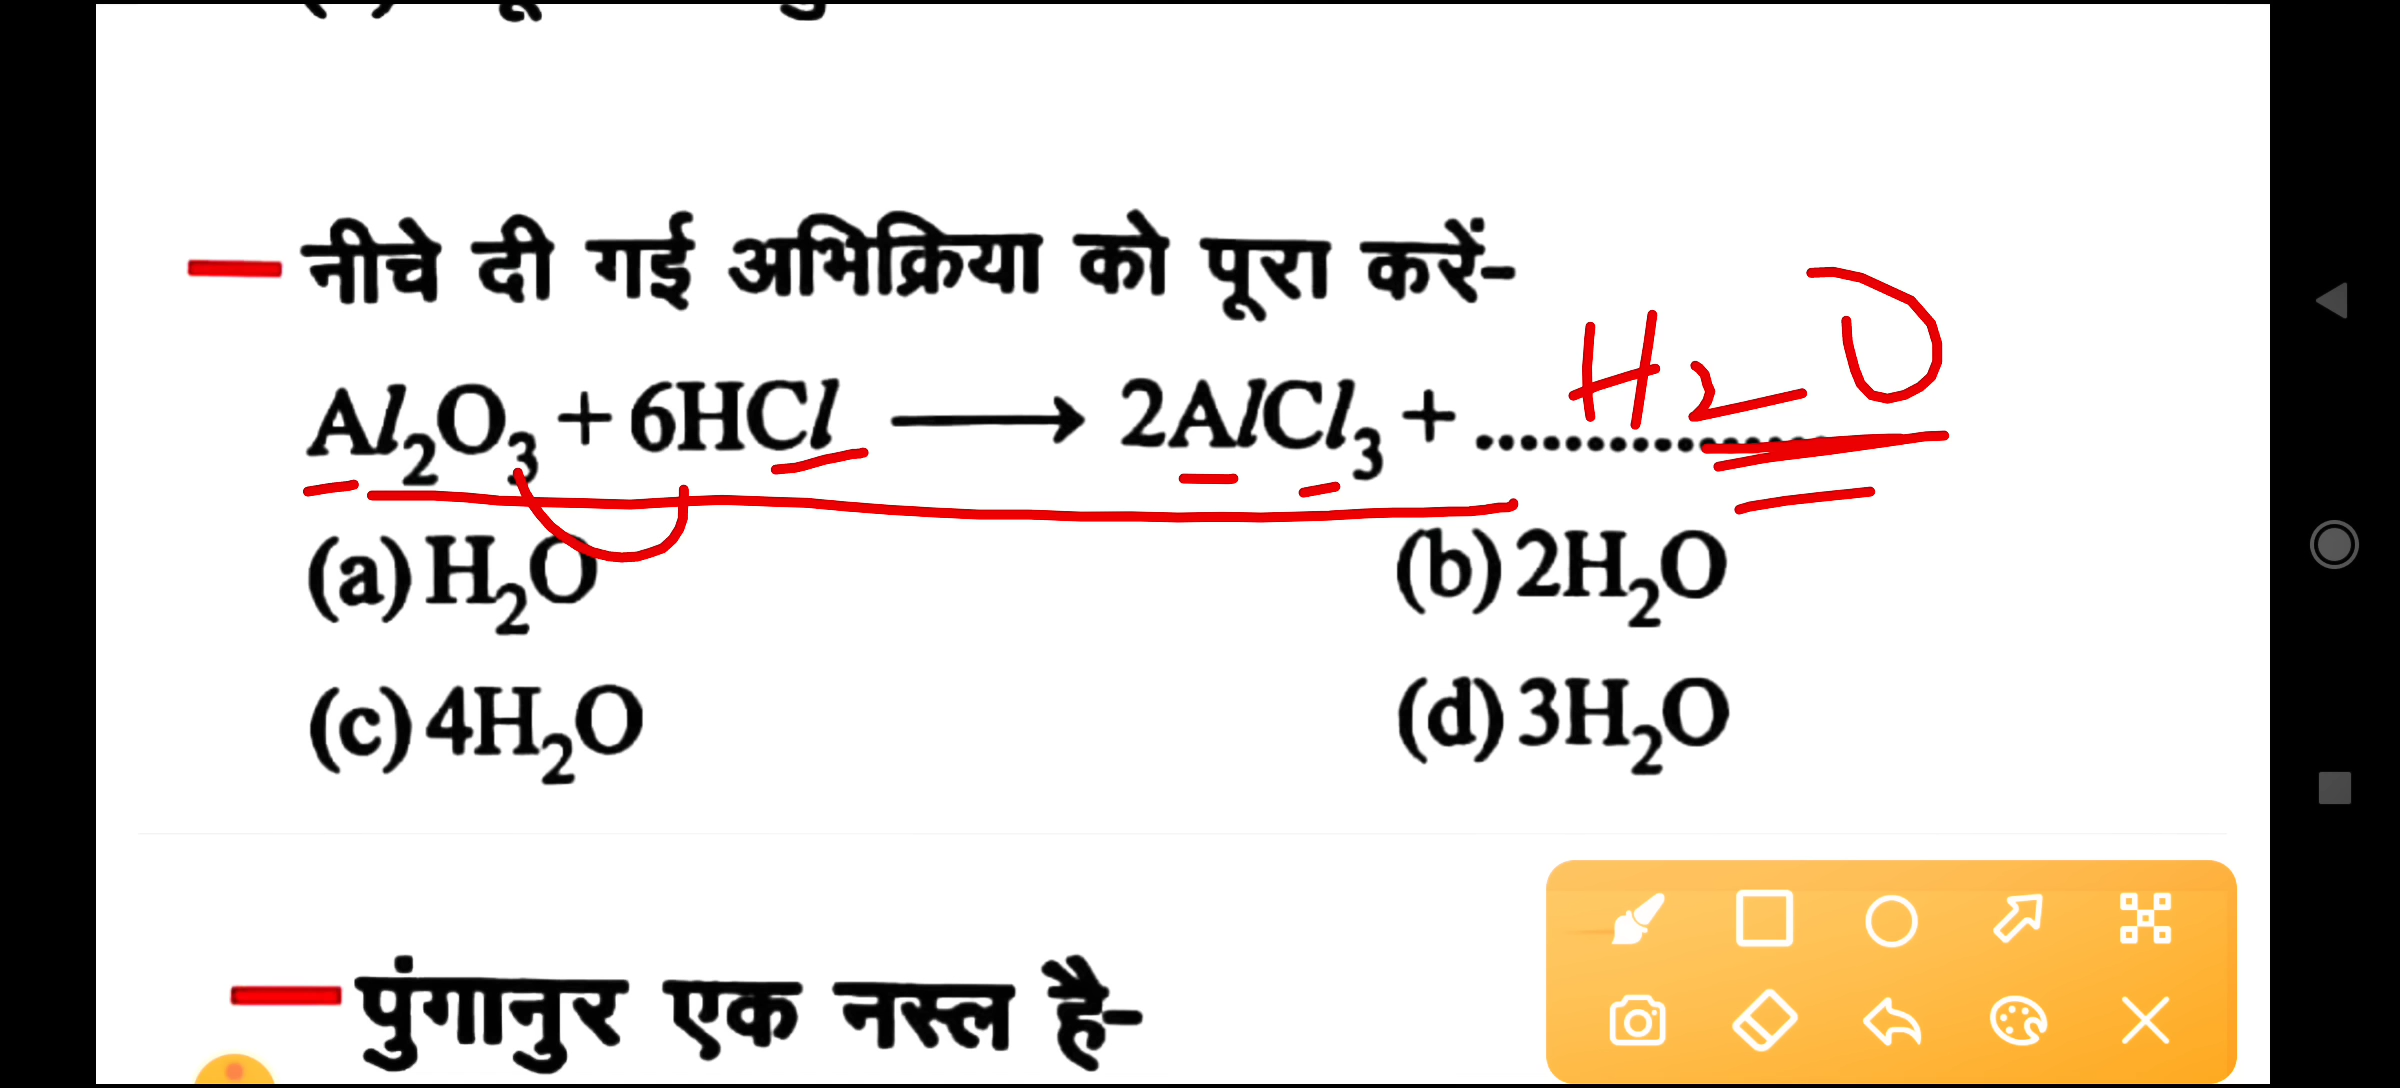 नीचे दी गई अभिक्रिया को पूरा करें-
H₂O
Al₂O₃ + 6HCl ⟶ 2AlCl₃ + ................
(a) H₂O (b) 2H₂O
(c) 4H₂O (d) 3H₂O
पुंगानुर एक नस्ल है-